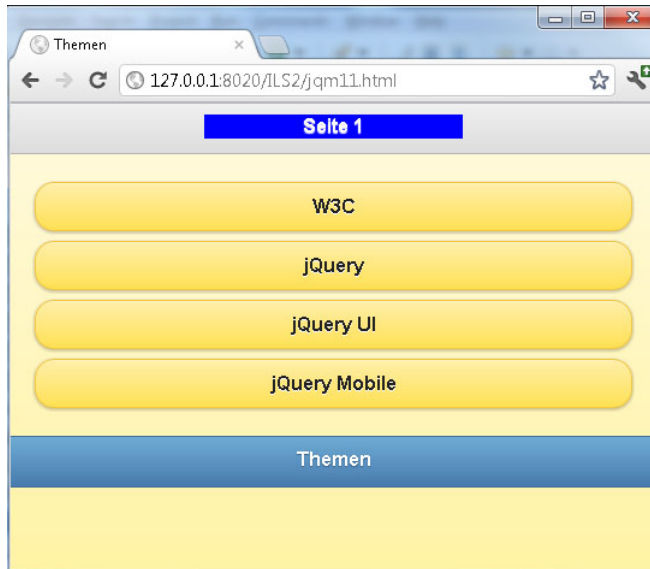 Themen
127.0.0.1:8020/ILS2/jqm11.html
Seite 1
W3C
jQuery
jQuery UI
jQuery Mobile
Themen